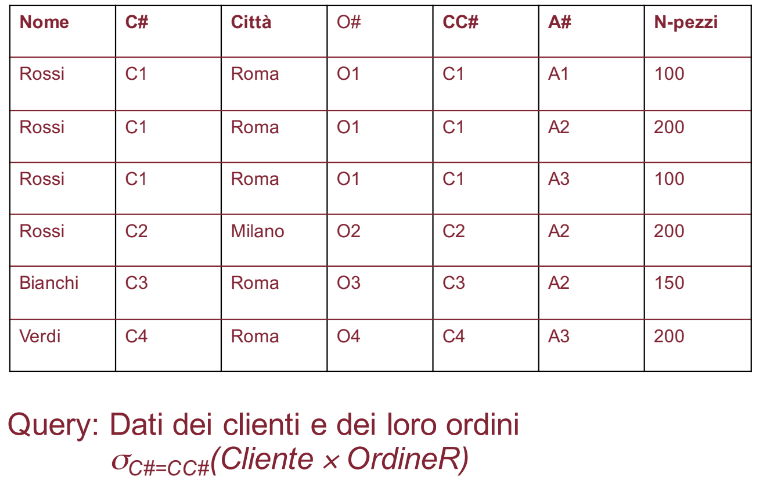 Nome C# Città O# CC# A# N-pezzi
Rossi C1 Roma O1 C1 A1 100
Rossi C1 Roma O1 C1 A2 200
Rossi C1 Roma O1 C1 A3 100
Rossi C2 Milano O2 C2 A2 200
Bianchi C3 Roma O3 C3 A2 150
Verdi C4 Roma O4 C4 A3 200
Query: Dati dei clienti e dei loro ordini
σC#=CC#(Cliente × OrdineR)